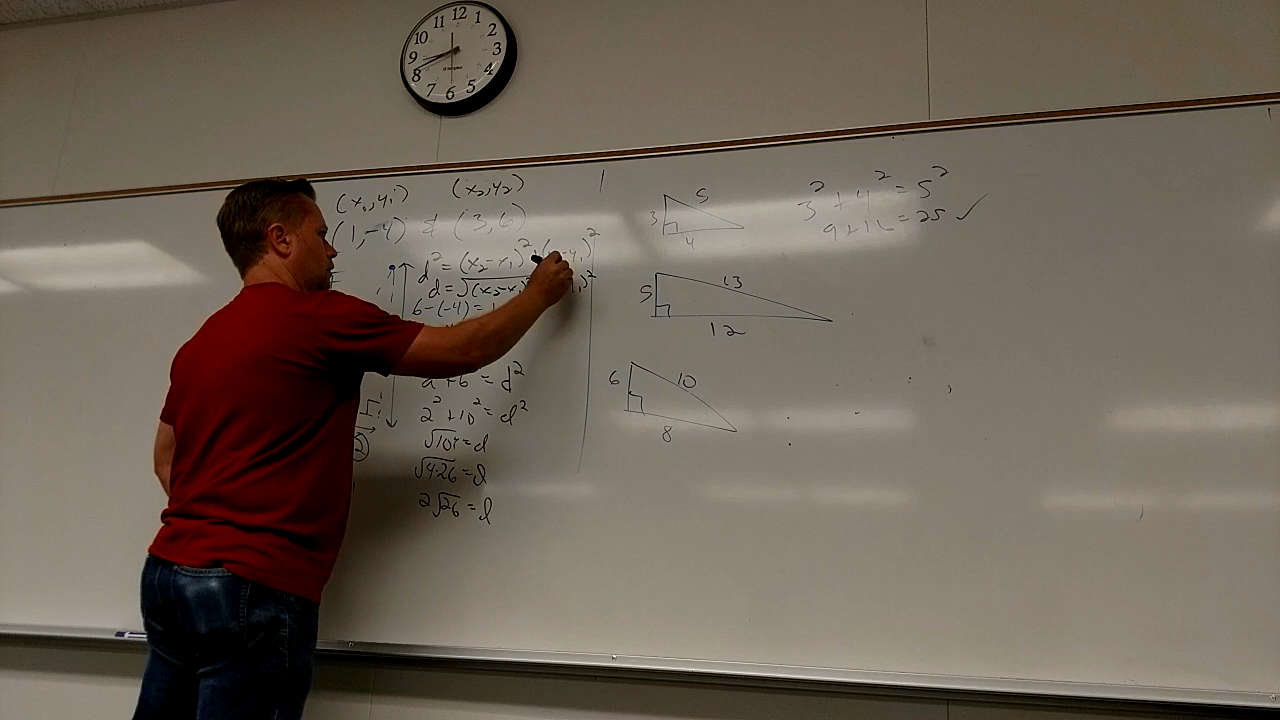 12
11 1
10 2
9 3
8 4
7 5
6
(x₁,y₁) (x₂,y₂)
(1,-4) & (3,6)
d² = (x₂-x₁)² + ( -y₁)²
d = √(x₂-x₁)
6-(-4) =
= d²
2² + 10² = d²
√104 = d
√4·26 = d
2√26 = d
2
5
3
4
3² + 4² = 5²
9+16 = 25 ✓
13
5
12
6
10
8